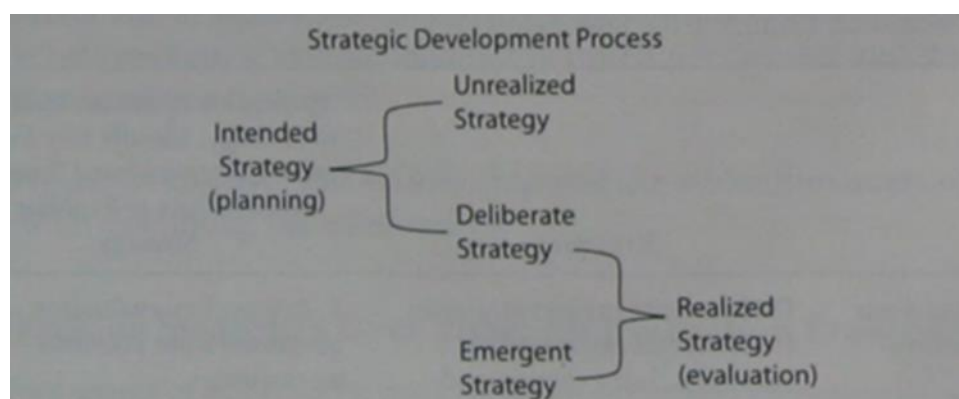 Strategic Development Process
Unrealized
Strategy
Intended
Strategy
(planning)
Deliberate
Strategy
Emergent
Strategy
Realized
Strategy
(evaluation)